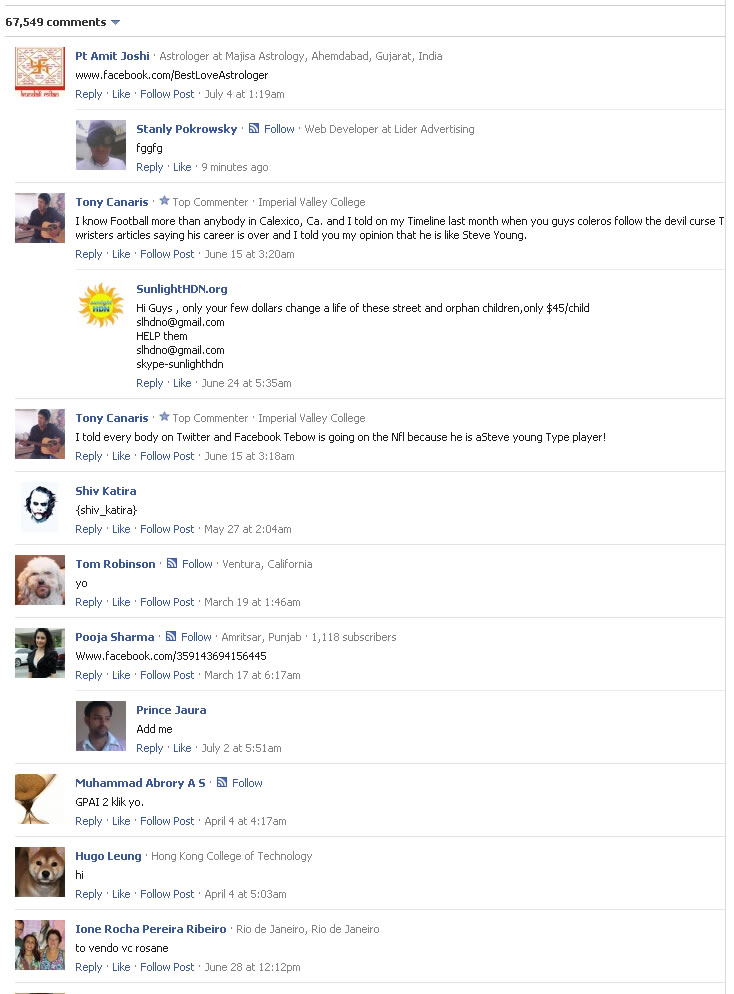 67,549 comments
Pt Amit Joshi · Astrologer at Majisa Astrology, Ahemdabad, Gujarat, India
www.facebook.com/BestLoveAstrologer
Reply · Like · Follow Post · July 4 at 1:19am
kundali milan
Stanly Pokrowsky · Follow · Web Developer at Lider Advertising
fggfg
Reply · Like · 9 minutes ago
Tony Canaris · Top Commenter · Imperial Valley College
I know Football more than anybody in Calexico, Ca. and I told on my Timeline last month when you guys coleros follow the devil curse T
wristers articles saying his career is over and I told you my opinion that he is like Steve Young.
Reply · Like · Follow Post · June 15 at 3:20am
SunlightHDN.org
sunlight
HDN
Hi Guys , only your few dollars change a life of these street and orphan children,only $45/child
slhdno@gmail.com
HELP them
slhdno@gmail.com
skype-sunlighthdn
Reply · Like · June 24 at 5:35am
Tony Canaris · Top Commenter · Imperial Valley College
I told every body on Twitter and Facebook Tebow is going on the Nfl because he is aSteve young Type player!
Reply · Like · Follow Post · June 15 at 3:18am
Shiv Katira
{shiv_katira}
Reply · Like · Follow Post · May 27 at 2:04am
Tom Robinson · Follow · Ventura, California
yo
Reply · Like · Follow Post · March 19 at 1:46am
Pooja Sharma · Follow · Amritsar, Punjab · 1,118 subscribers
Www.facebook.com/359143694156445
Reply · Like · Follow Post · March 17 at 6:17am
Prince Jaura
Add me
Reply · Like · July 2 at 5:51am
Muhammad Abrory A S · Follow
GPAI 2 klik yo.
Reply · Like · Follow Post · April 4 at 4:17am
Hugo Leung · Hong Kong College of Technology
hi
Reply · Like · Follow Post · April 4 at 5:03am
Ione Rocha Pereira Ribeiro · Rio de Janeiro, Rio de Janeiro
to vendo vc rosane
Reply · Like · Follow Post · June 28 at 12:12pm